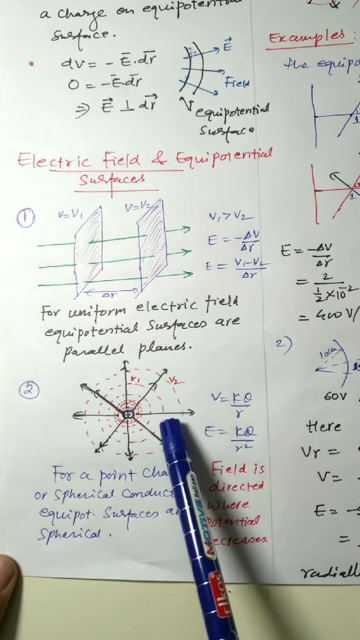 a charge on equipotential
surface.
dV = -E⃗.dr⃗
0 = -E⃗.dr⃗
⇒ E⃗ ⊥ dr⃗
E⃗
Field
equipotential
Surface
Electric Field & Equipotential
Surfaces
①
V=V₁
V=V₂
Δr
V₁>V₂
E = -ΔV/Δr
E = V₁-V₂/Δr
For uniform electric field
equipotential Surfaces are
parallel planes.
②
r₁
V₂
V = KQ/r
E = KQ/r²
For a point
or Spherical
equipot. Surfaces
Spherical.
Field is
directed
where
potential
decreases.
Examples:
the equipo
E = -ΔV/Δr
= 2/½×10⁻²
= 400 V/
2)
60V
Here
Vr =
V =
E = -
=
radiall